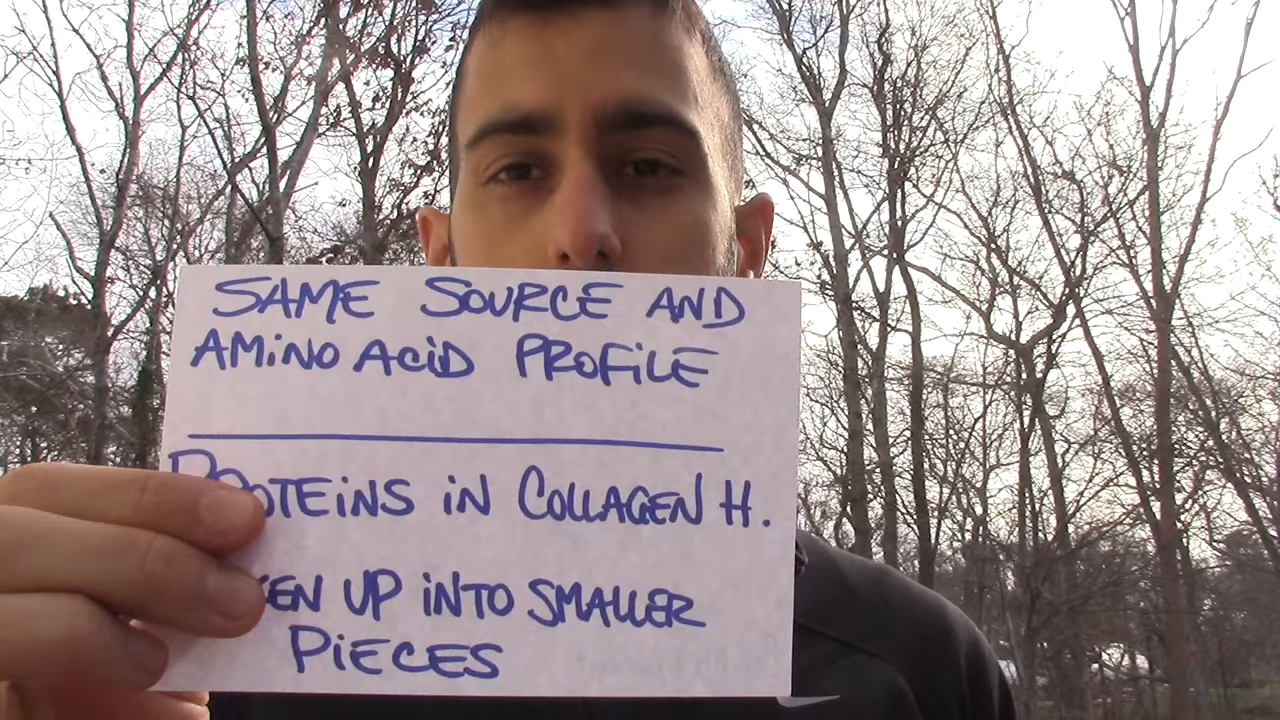 SAME SOURCE AND
AMiNO ACiD PROFiLE
PROTEiNS iN COLLAGEN H.
UP iNTO SMALLER
PiECES